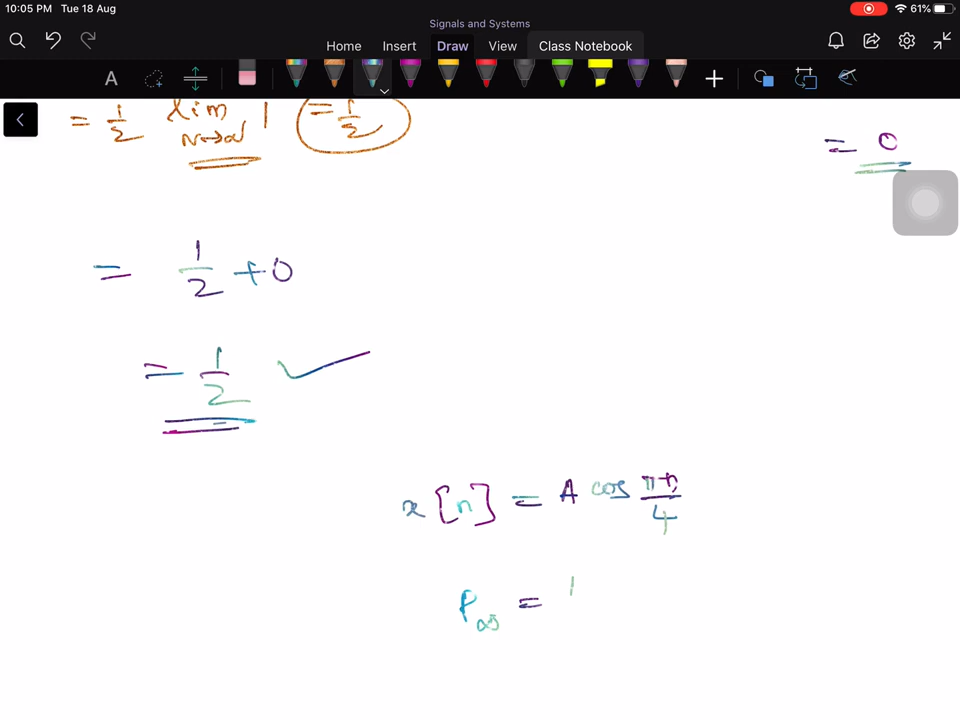 10:05 PM Tue 18 Aug
61%
Signals and Systems
Home Insert Draw View Class Notebook
A
= 1/2 lim N→∞ 1 = 1/2
= 0
= 1/2 + 0
= 1/2 ✓
x[n] = A cos πn/4
P∞ = 1